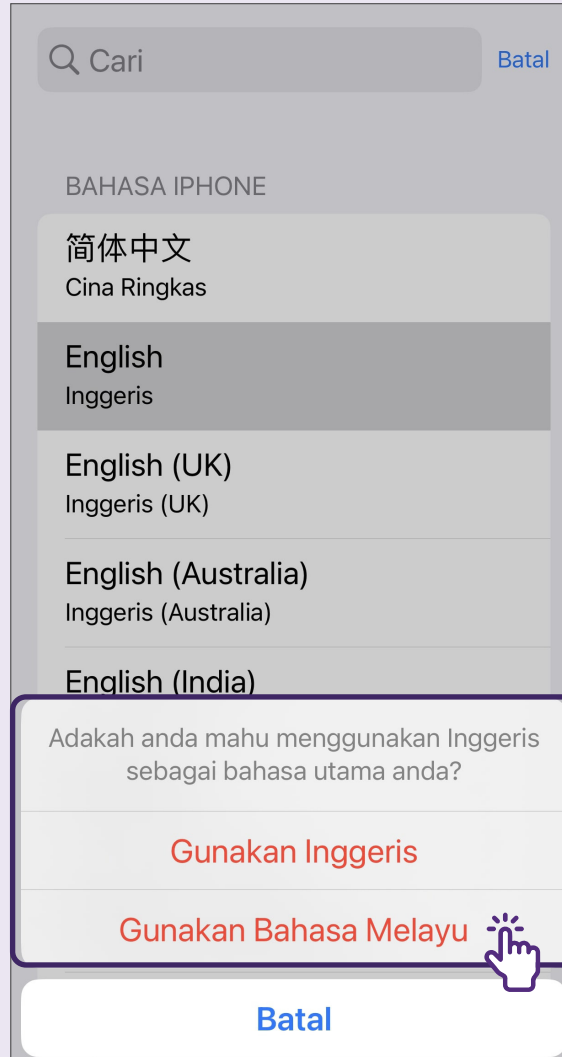 Cari
Batal
BAHASA IPHONE
简体中文
Cina Ringkas
English
Inggeris
English (UK)
Inggeris (UK)
English (Australia)
Inggeris (Australia)
English (India)
Adakah anda mahu menggunakan Inggeris
sebagai bahasa utama anda?
Gunakan Inggeris
Gunakan Bahasa Melayu
Batal